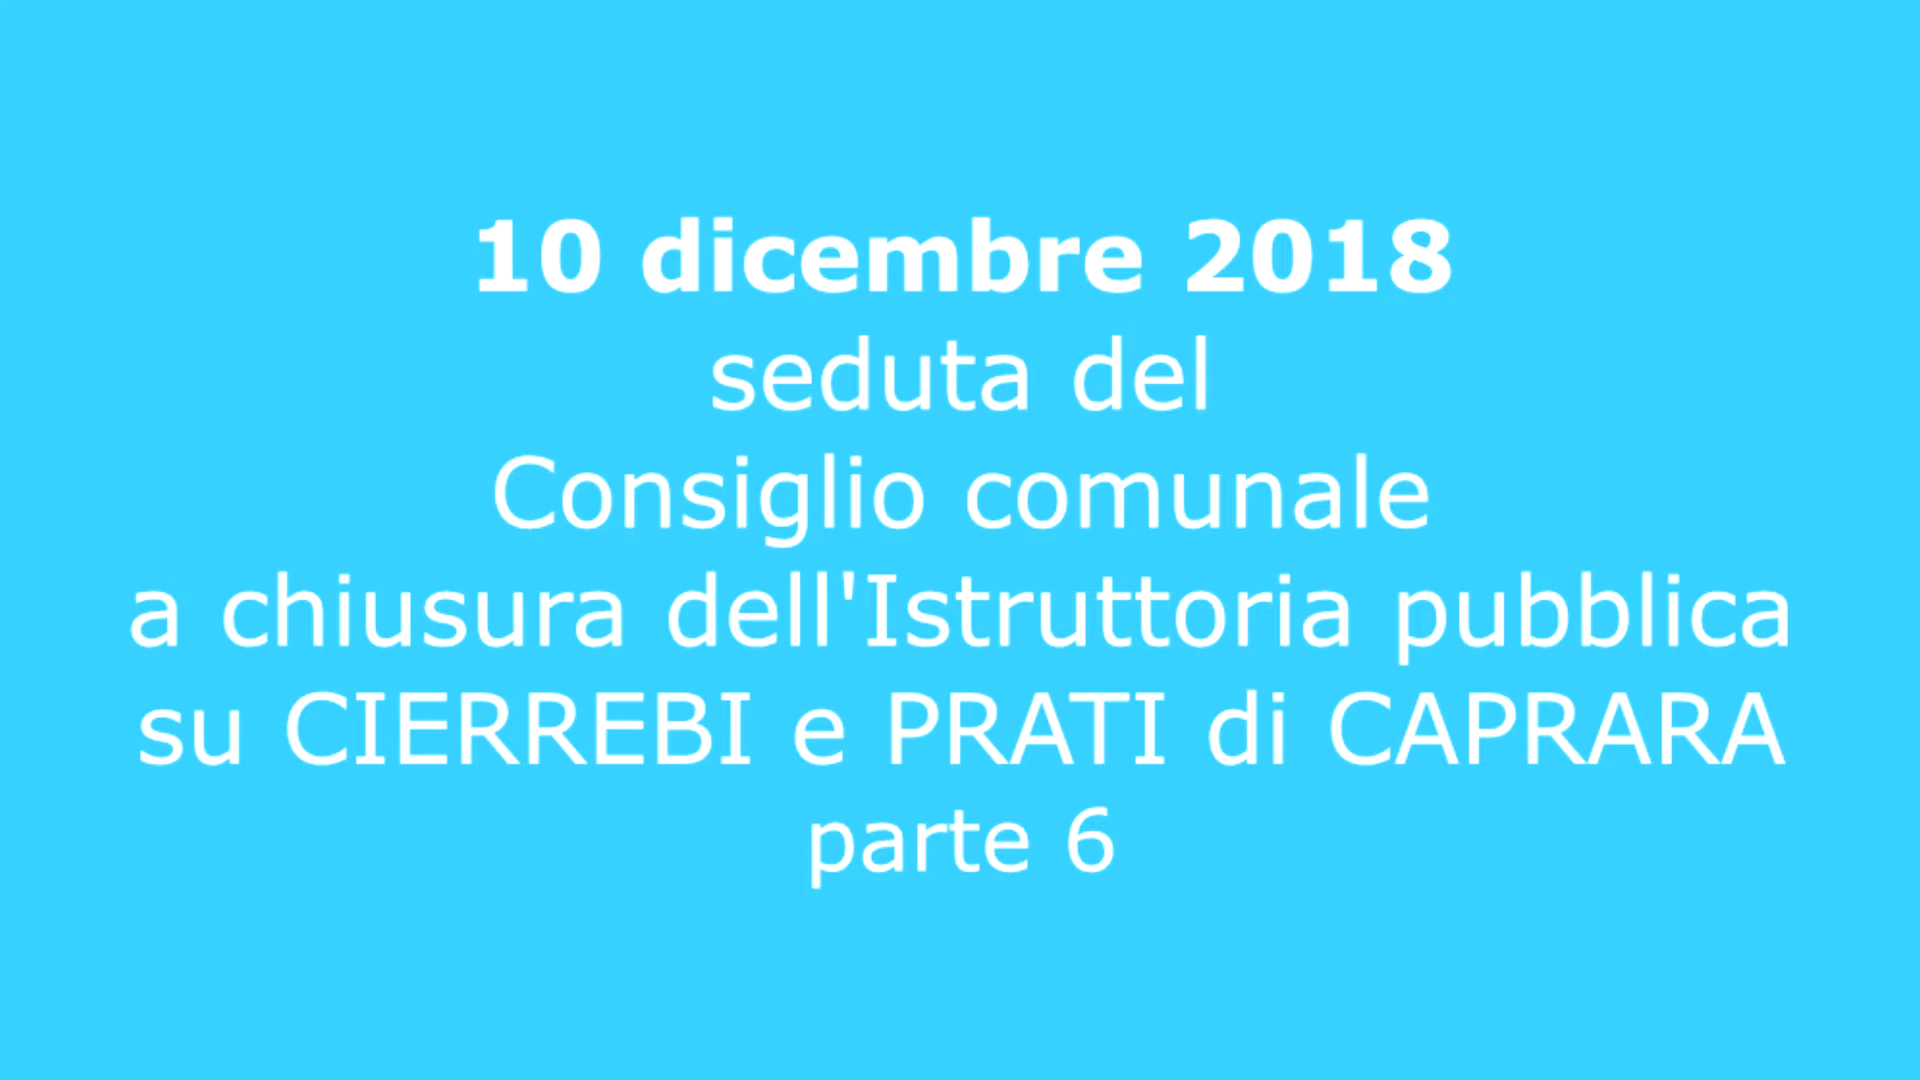 10 dicembre 2018
seduta del
Consiglio comunale
a chiusura dell'Istruttoria pubblica
su CIERREBI e PRATI di CAPRARA
parte 6